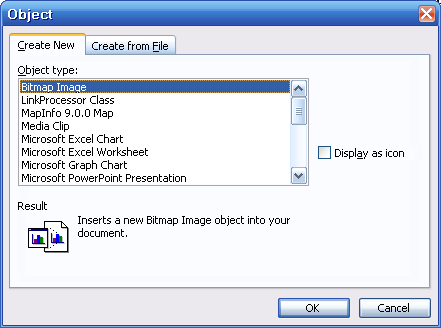 Object
Create New Create from File
Object type:
Bitmap Image
LinkProcessor Class
MapInfo 9.0.0 Map
Media Clip
Microsoft Excel Chart
Microsoft Excel Worksheet
Microsoft Graph Chart
Microsoft PowerPoint Presentation
Display as icon
Result
Inserts a new Bitmap Image object into your
document.
OK Cancel